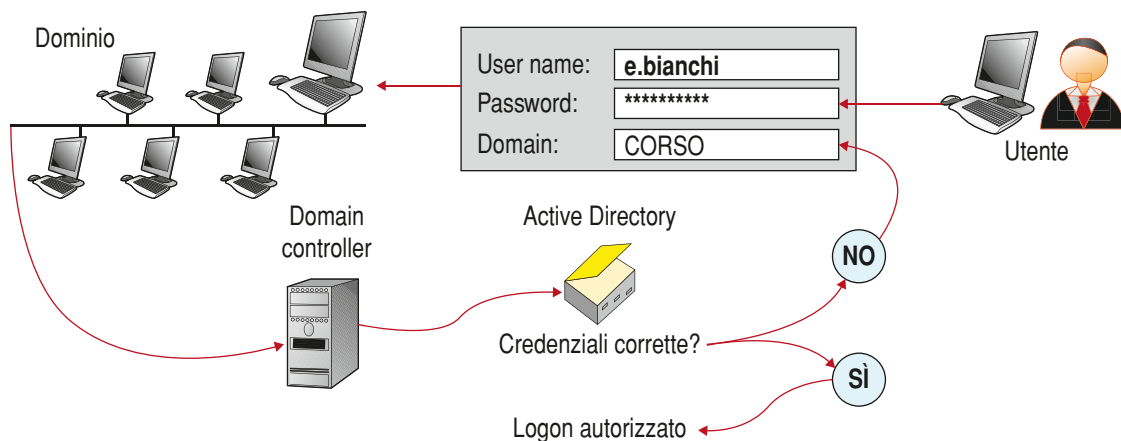 Dominio
User name: e.bianchi
Password: **********
Domain: CORSO
Utente
Domain
controller
Active Directory
NO
Credenziali corrette?
SÌ
Logon autorizzato